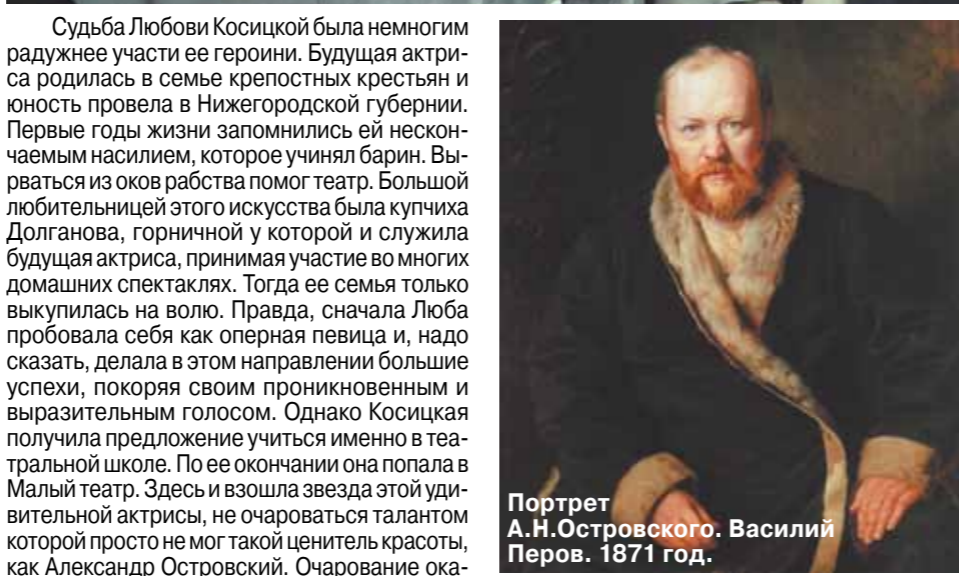 Судьба Любови Косицкой была немногим
радужнее участи ее героини. Будущая актри-
са родилась в семье крепостных крестьян и
юность провела в Нижегородской губернии.
Первые годы жизни запомнились ей нескон-
чаемым насилием, которое учинял барин. Вы-
рваться из оков рабства помог театр. Большой
любительницей этого искусства была купчиха
Долганова, горничной у которой и служила
будущая актриса, принимая участие во многих
домашних спектаклях. Тогда ее семья только
выкупилась на волю. Правда, сначала Люба
пробовала себя как оперная певица и, надо
сказать, делала в этом направлении большие
успехи, покоряя своим проникновенным и
выразительным голосом. Однако Косицкая
получила предложение учиться именно в теа-
тральной школе. По ее окончании она попала в
Малый театр. Здесь и взошла звезда этой уди-
вительной актрисы, не очароваться талантом
которой просто не мог такой ценитель красоты,
как Александр Островский. Очарование ока-
Портрет
А.Н.Островского. Василий
Перов. 1871 год.